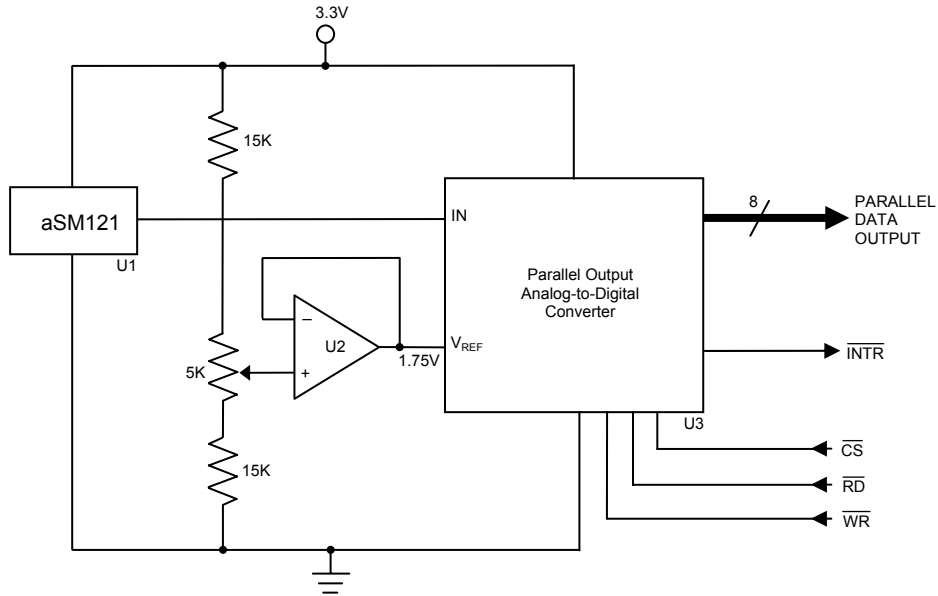 3.3V
15K
aSM121
U1
IN
8
PARALLEL
DATA
OUTPUT
Parallel Output
Analog-to-Digital
Converter
−
U2
+
5K
1.75V
VREF
INTR
U3
15K
CS
RD
WR